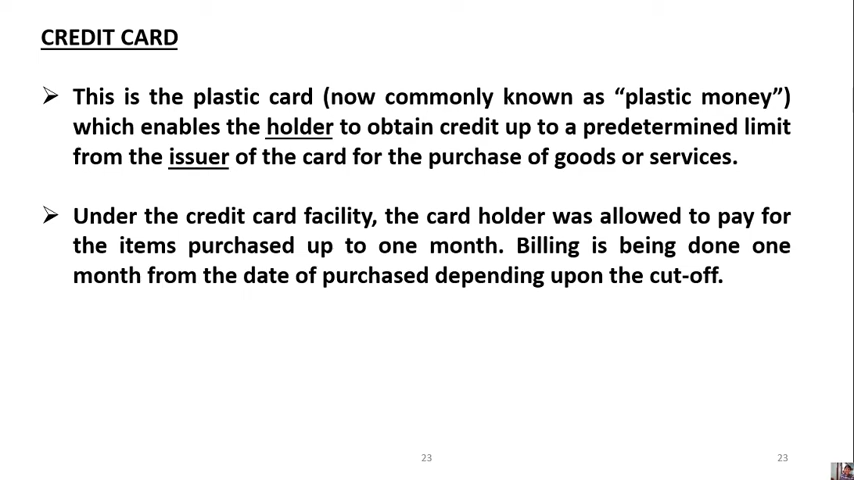 CREDIT CARD
➢ This is the plastic card (now commonly known as “plastic money”)
which enables the holder to obtain credit up to a predetermined limit
from the issuer of the card for the purchase of goods or services.
➢ Under the credit card facility, the card holder was allowed to pay for
the items purchased up to one month. Billing is being done one
month from the date of purchased depending upon the cut-off.
23
23